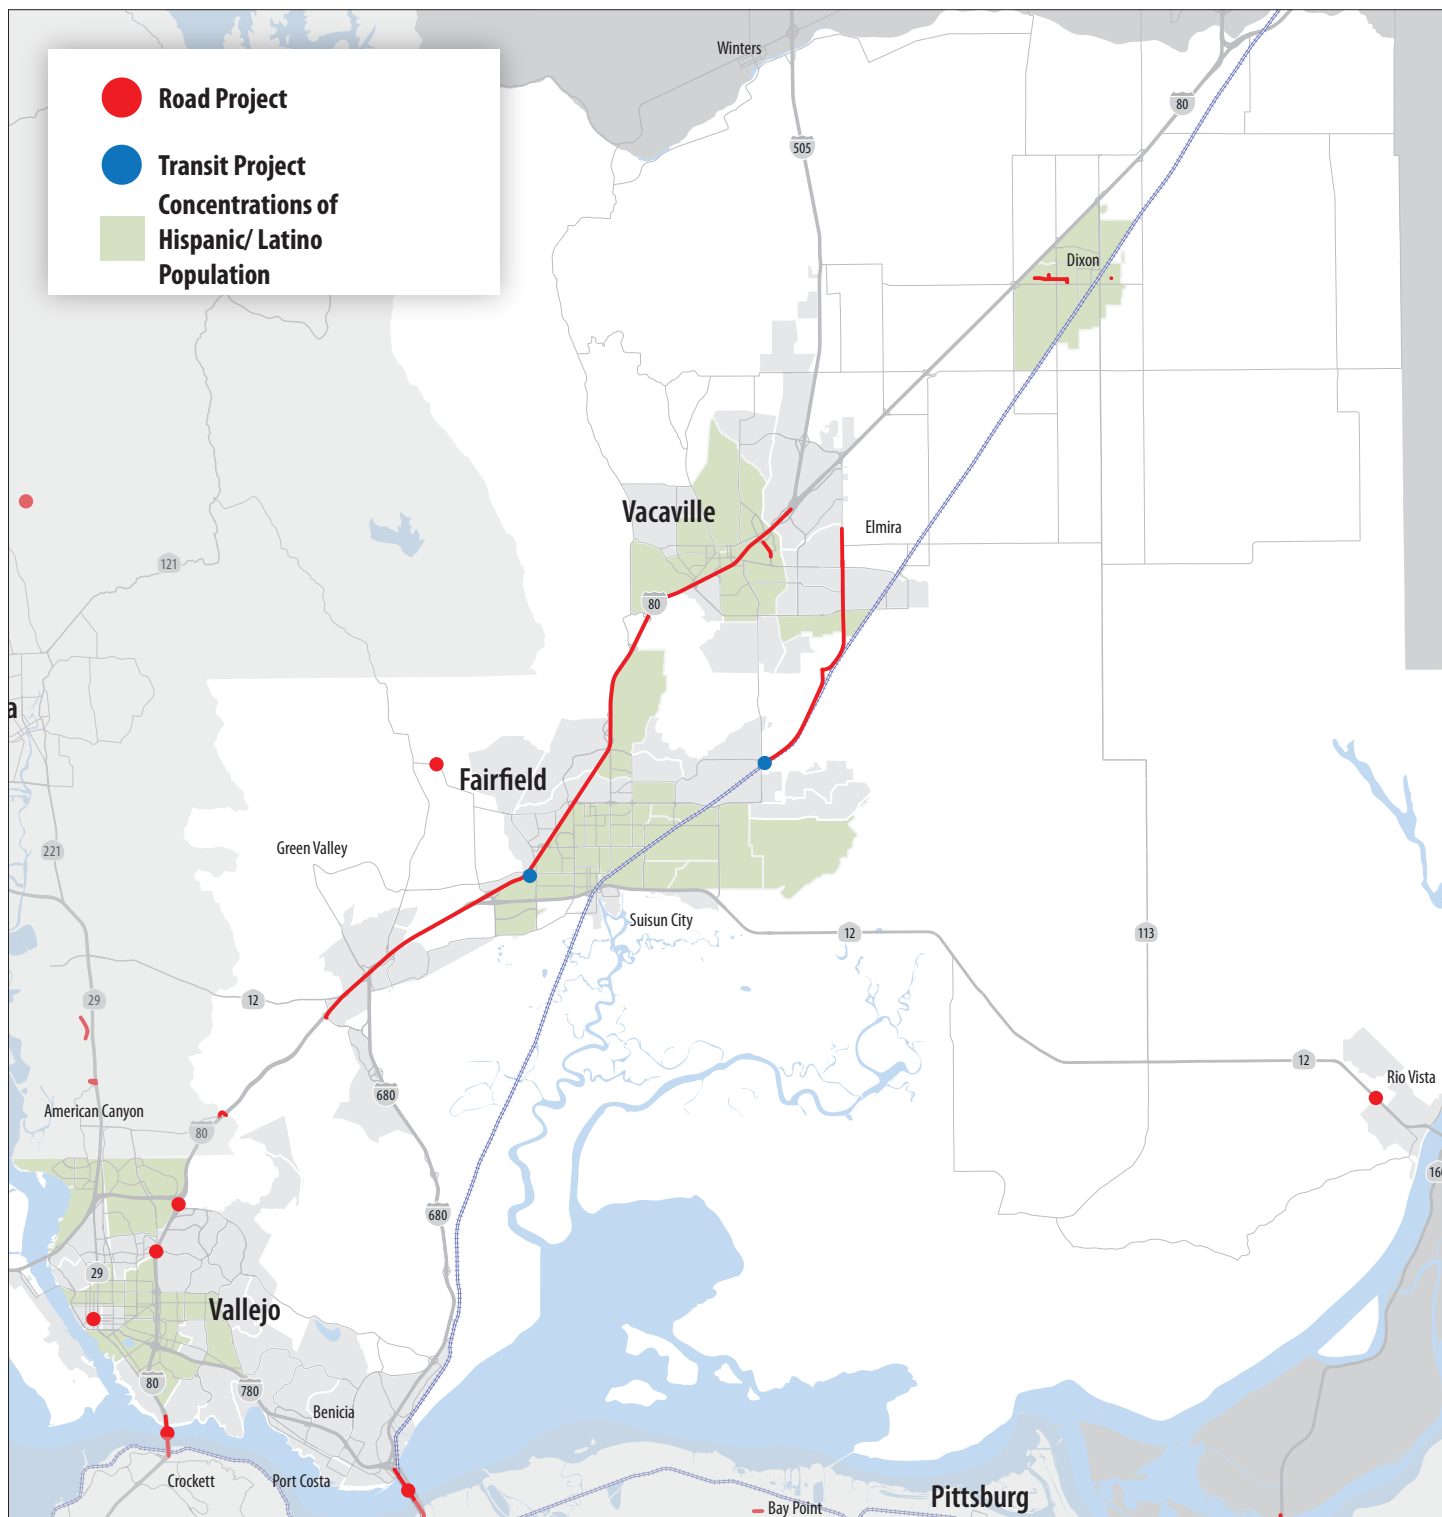 Road Project
Transit Project
Concentrations of
Hispanic/ Latino
Population
Winters
80
505
Dixon
Vacaville
Elmira
121
80
a
Fairfield
Green Valley
221
Suisun City
12
113
29
12
12
Rio Vista
680
American Canyon
80
160
680
29
Vallejo
80
780
Benicia
Crockett
Port Costa
Pittsburg
Bay Point